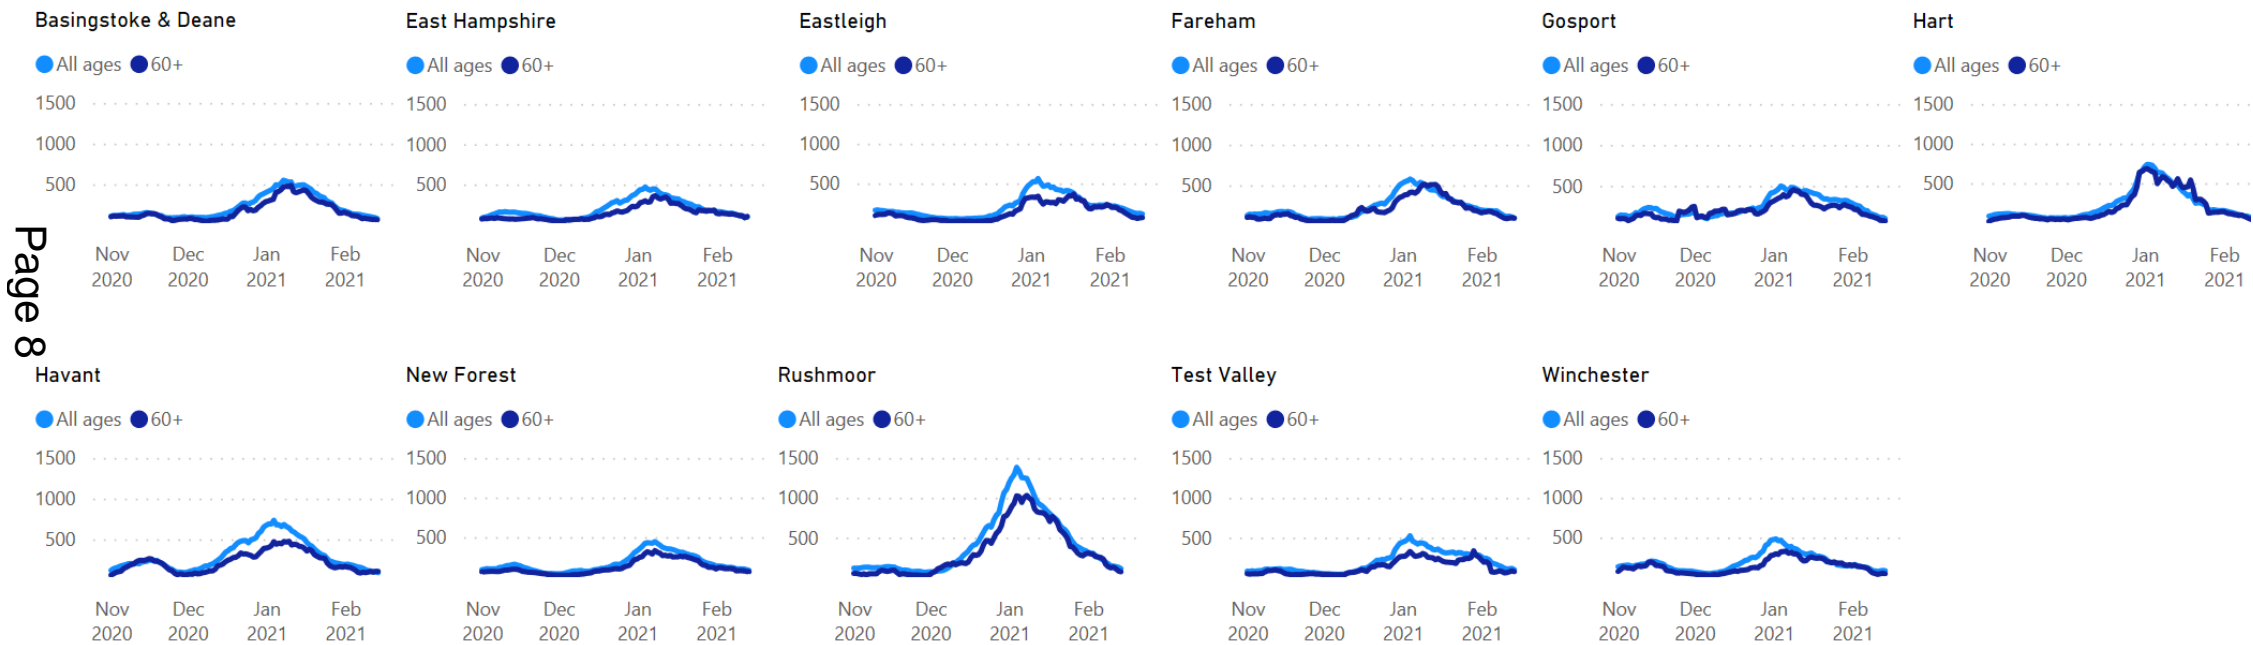 Basingstoke & Deane
All ages 60+
1500
1000
500
Nov 2020 Dec 2020 Jan 2021 Feb 2021
East Hampshire
All ages 60+
1500
1000
500
Nov 2020 Dec 2020 Jan 2021 Feb 2021
Eastleigh
All ages 60+
1500
1000
500
Nov 2020 Dec 2020 Jan 2021 Feb 2021
Fareham
All ages 60+
1500
1000
500
Nov 2020 Dec 2020 Jan 2021 Feb 2021
Gosport
All ages 60+
1500
1000
500
Nov 2020 Dec 2020 Jan 2021 Feb 2021
Hart
All ages 60+
1500
1000
500
Nov 2020 Dec 2020 Jan 2021 Feb 2021
Page 8
Havant
All ages 60+
1500
1000
500
Nov 2020 Dec 2020 Jan 2021 Feb 2021
New Forest
All ages 60+
1500
1000
500
Nov 2020 Dec 2020 Jan 2021 Feb 2021
Rushmoor
All ages 60+
1500
1000
500
Nov 2020 Dec 2020 Jan 2021 Feb 2021
Test Valley
All ages 60+
1500
1000
500
Nov 2020 Dec 2020 Jan 2021 Feb 2021
Winchester
All ages 60+
1500
1000
500
Nov 2020 Dec 2020 Jan 2021 Feb 2021